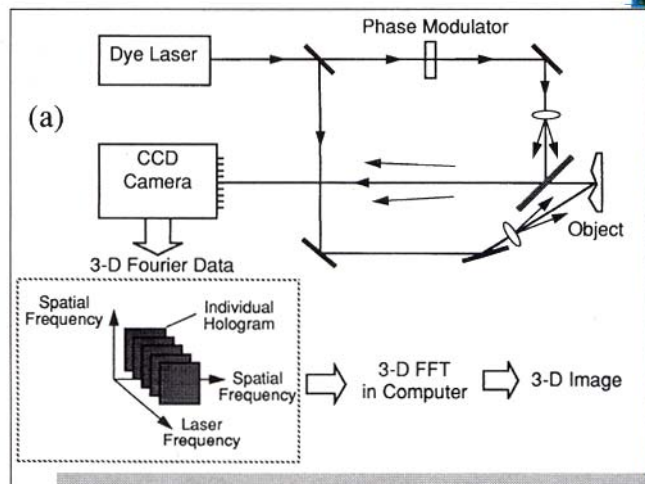 Phase Modulator
Dye Laser
(a)
CCD
Camera
Object
3-D Fourier Data
Spatial
Frequency
Individual
Hologram
Spatial
Frequency
Laser
Frequency
3-D FFT
in Computer
3-D Image